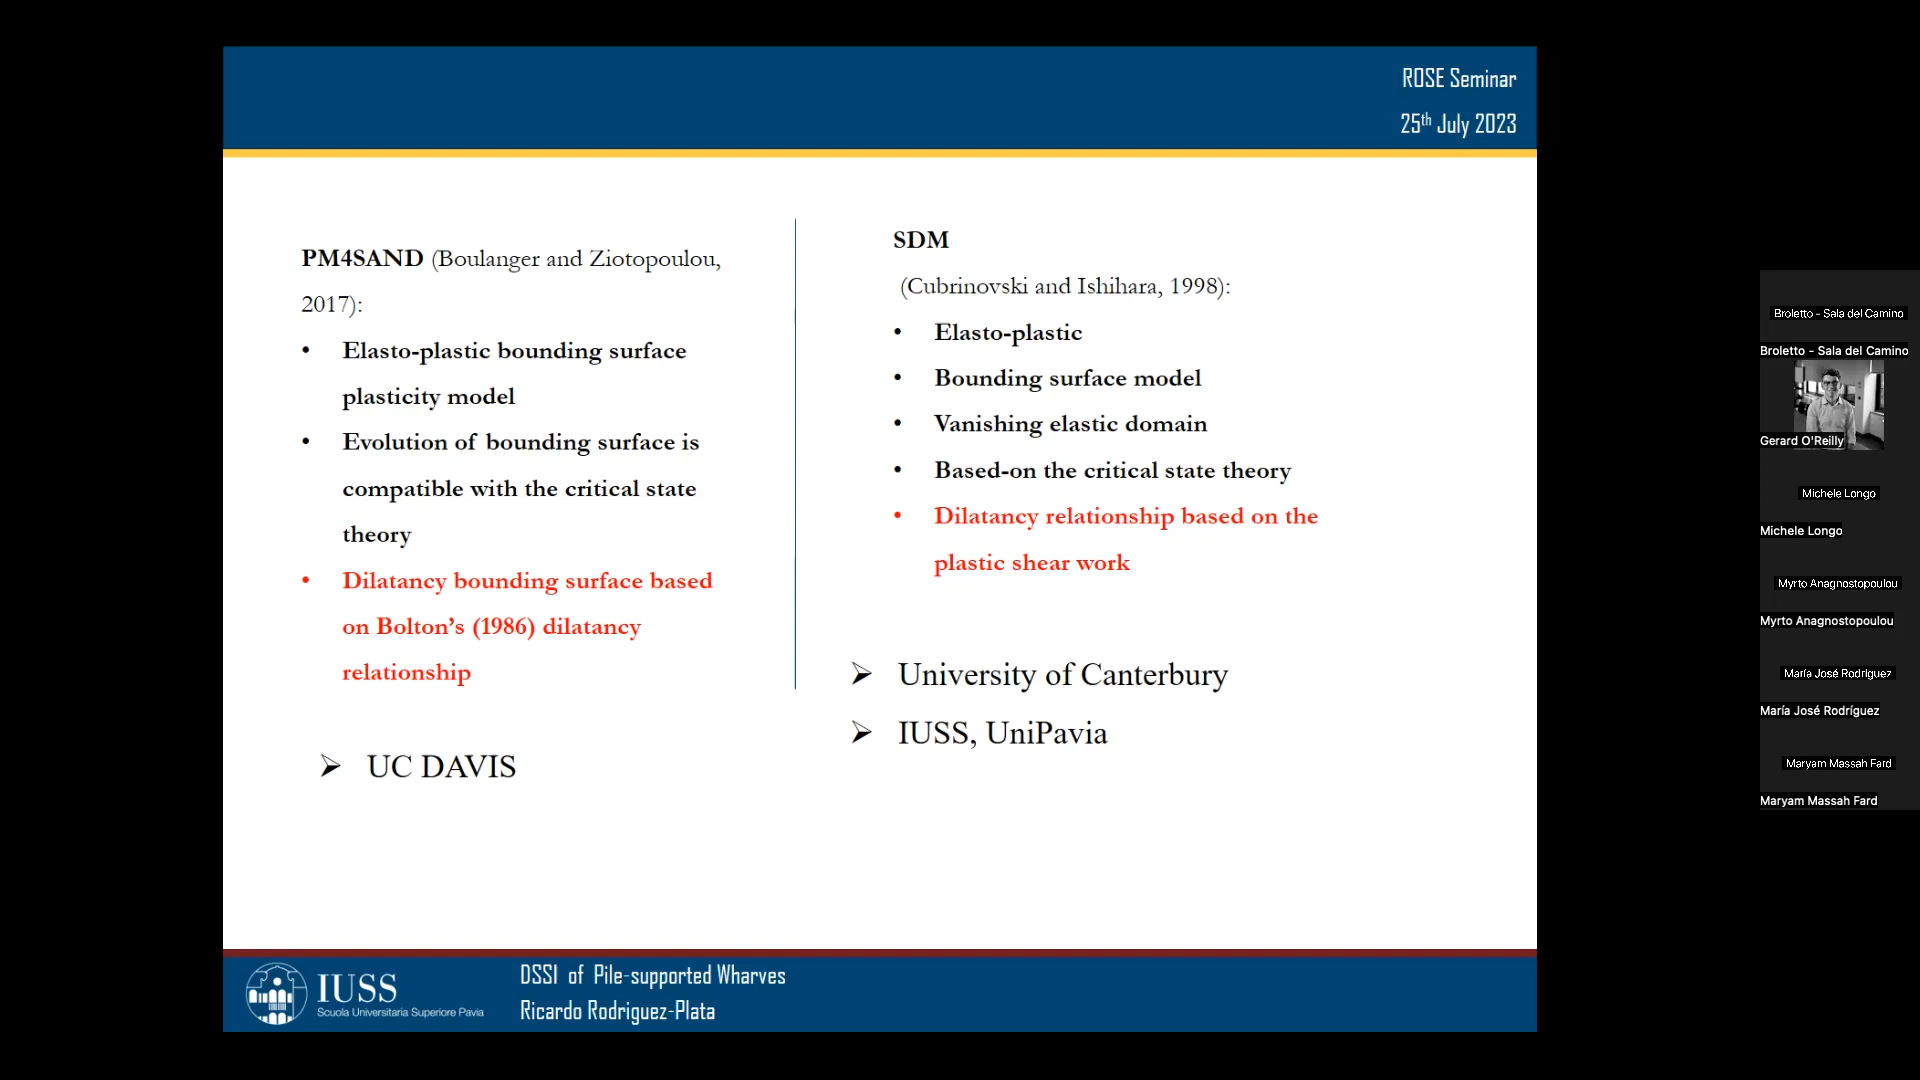 ROSE Seminar
25th July 2023
PM4SAND (Boulanger and Ziotopoulou,
2017):
• Elasto-plastic bounding surface
plasticity model
• Evolution of bounding surface is
compatible with the critical state
theory
• Dilatancy bounding surface based
on Bolton’s (1986) dilatancy
relationship
➢ UC DAVIS
SDM
(Cubrinovski and Ishihara, 1998):
• Elasto-plastic
• Bounding surface model
• Vanishing elastic domain
• Based-on the critical state theory
• Dilatancy relationship based on the
plastic shear work
➢ University of Canterbury
➢ IUSS, UniPavia
IUSS
Scuola Universitaria Superiore Pavia
DSSI of Pile-supported Wharves
Ricardo Rodriguez-Plata
Broletto - Sala del Camino
Broletto - Sala del Camino
Gerard O'Reilly
Michele Longo
Michele Longo
Myrto Anagnostopoulou
Myrto Anagnostopoulou
María José Rodríguez
María José Rodríguez
Maryam Massah Fard
Maryam Massah Fard